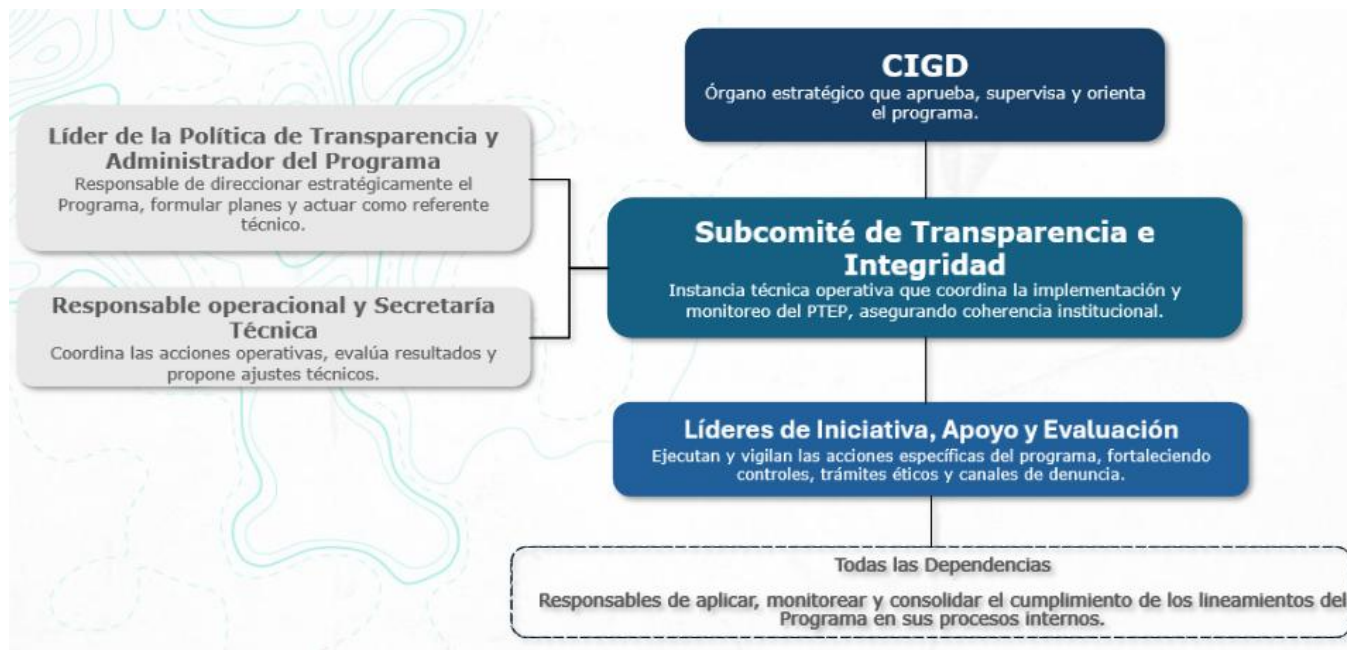 CIGD
Órgano estratégico que aprueba, supervisa y orienta
el programa.
Líder de la Política de Transparencia y
Administrador del Programa
Responsable de direccionar estratégicamente el
Programa, formular planes y actuar como referente
técnico.
Subcomité de Transparencia e
Integridad
Instancia técnica operativa que coordina la implementación y
monitoreo del PTEP, asegurando coherencia institucional.
Responsable operacional y Secretaría
Técnica
Coordina las acciones operativas, evalúa resultados y
propone ajustes técnicos.
Líderes de Iniciativa, Apoyo y Evaluación
Ejecutan y vigilan las acciones específicas del programa, fortaleciendo
controles, trámites éticos y canales de denuncia.
Todas las Dependencias
Responsables de aplicar, monitorear y consolidar el cumplimiento de los lineamientos del
Programa en sus procesos internos.